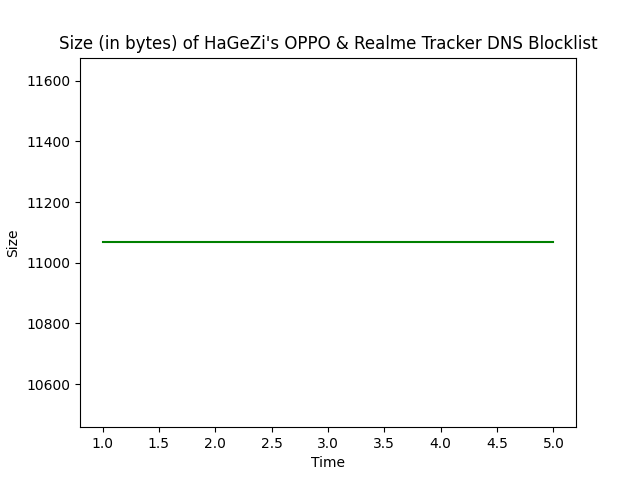 Size (in bytes) of HaGeZi's OPPO & Realme Tracker DNS Blocklist
11600
11400
11200
11000
10800
10600
Size
1.0 1.5 2.0 2.5 3.0 3.5 4.0 4.5 5.0
Time